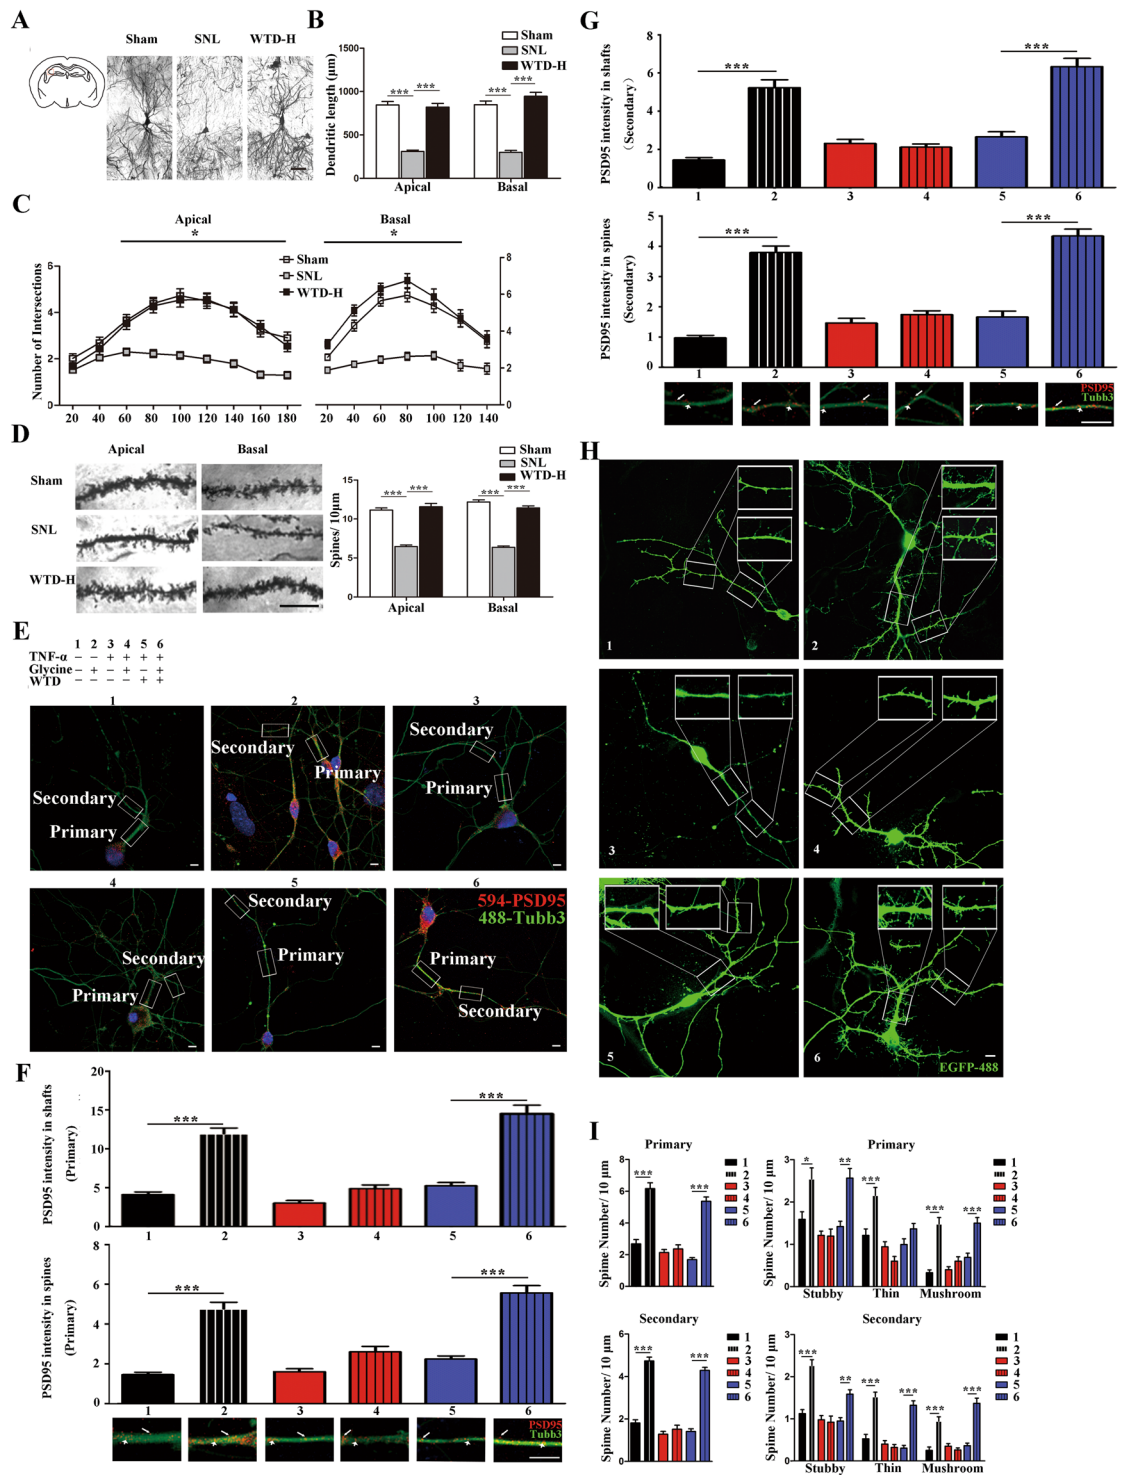 A
Sham SNL WTD-H
B
Sham
SNL
WTD-H
Dendritic length (μm)
1500
1000
500
0
*** *** *** ***
Apical Basal
C
Apical Basal
* *
Sham
SNL
WTD-H
Number of Intersections
6
4
2
0
8
6
4
2
0
20 40 60 80 100 120 140 160 180
20 40 60 80 100 120 140
D
Apical Basal
Sham
SNL
WTD-H
Sham
SNL
WTD-H
Spines/ 10μm
15
10
5
0
*** *** *** ***
Apical Basal
E
1 2 3 4 5 6
TNF-α − − + + + +
Glycine − + − + − +
WTD − − − − + +
1 2 3
Secondary
Primary
Secondary
Primary
Secondary
Primary
4 5 6
Secondary
Primary
Secondary
Primary
594-PSD95
488-Tubb3
Primary
Secondary
F
PSD95 intensity in shafts
(Primary)
20
15
10
5
0
*** ***
1 2 3 4 5 6
PSD95 intensity in spines
(Primary)
8
6
4
2
0
*** ***
1 2 3 4 5 6
PSD95
Tubb3
G
PSD95 intensity in shafts
（Secondary）
8
6
4
2
0
*** ***
1 2 3 4 5 6
PSD95 intensity in spines
(Secondary)
5
4
3
2
1
0
*** ***
1 2 3 4 5 6
PSD95
Tubb3
H
1 2
3 4
5 6
EGFP-488
I
Primary
Spime Number/ 10 μm
8
6
4
2
0
*** ***
1
2
3
4
5
6
Primary
Spime Number/ 10 μm
3
2
1
0
* ** *** *** ***
Stubby Thin Mushroom
1
2
3
4
5
6
Secondary
Spime Number/ 10 μm
6
4
2
0
*** ***
1
2
3
4
5
6
Secondary
Spime Number/ 10 μm
3
2
1
0
*** ** *** *** *** ***
Stubby Thin Mushroom
1
2
3
4
5
6